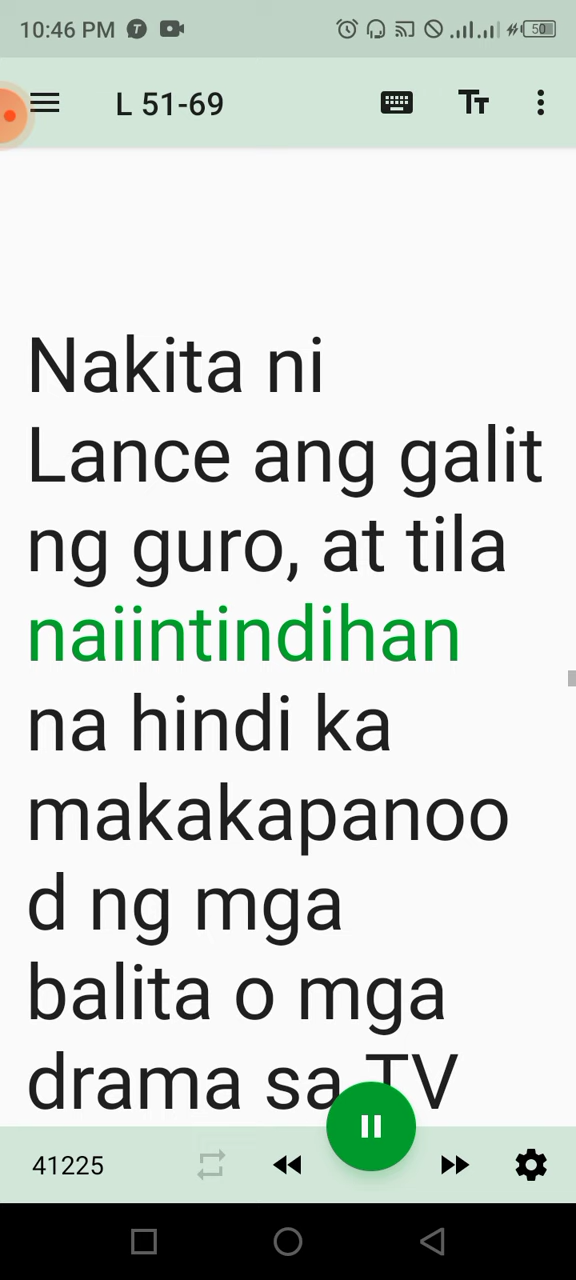 10:46 PM
50
L 51-69
Nakita ni
Lance ang galit
ng guro, at tila
naiintindihan
na hindi ka
makakapanoo
d ng mga
balita o mga
drama sa TV
41225